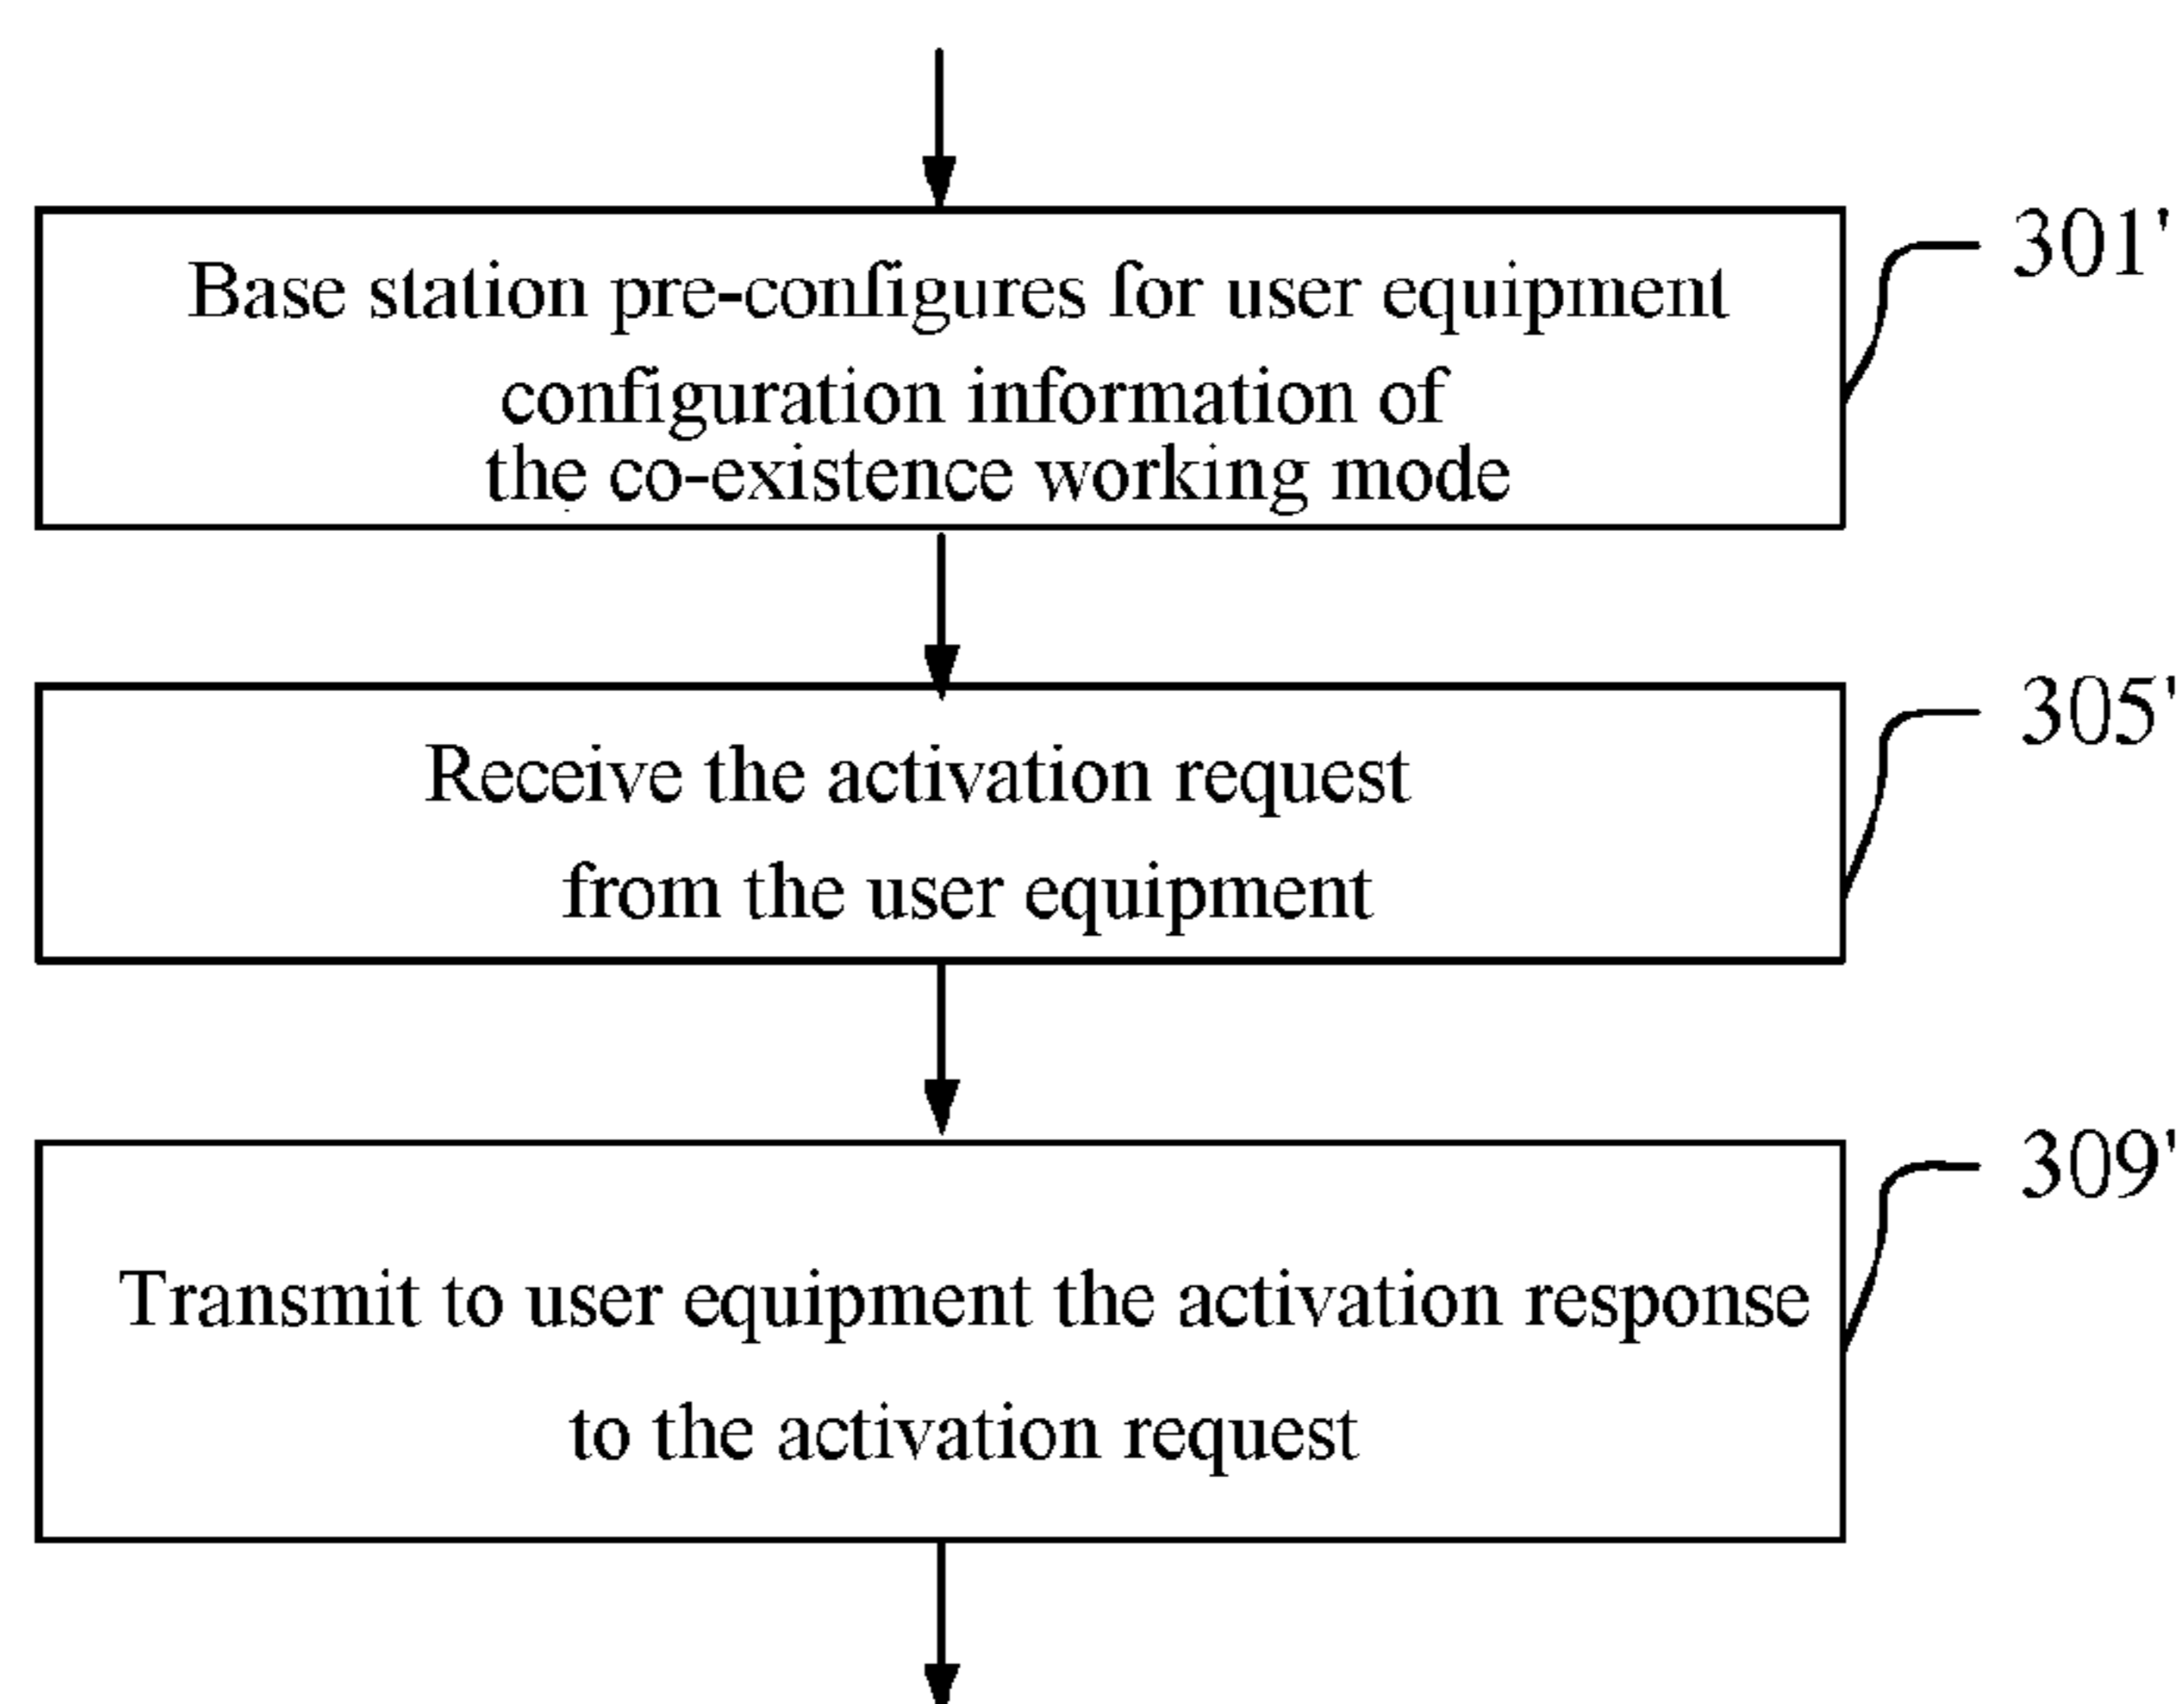 Base station pre-configures for user equipment
configuration information of
the co-existence working mode
301'
Receive the activation request
from the user equipment
305'
Transmit to user equipment the activation response
to the activation request
309'